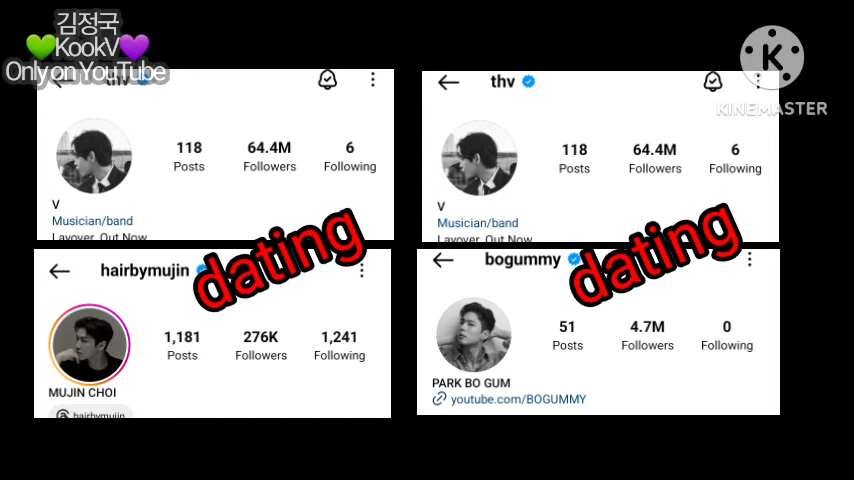 김정국
💚KookV💜
Only on YouTube
thv
118
64.4M
6
Posts
Followers
Following
V
Musician/band
Layover Out Now
thv
118
64.4M
6
Posts
Followers
Following
V
Musician/band
Layover Out Now
K
KINEMASTER
hairbymujin
dating
1,181
276K
1,241
Posts
Followers
Following
MUJIN CHOI
hairbymujin
bogummy
dating
51
4.7M
0
Posts
Followers
Following
PARK BO GUM
youtube.com/BOGUMMY